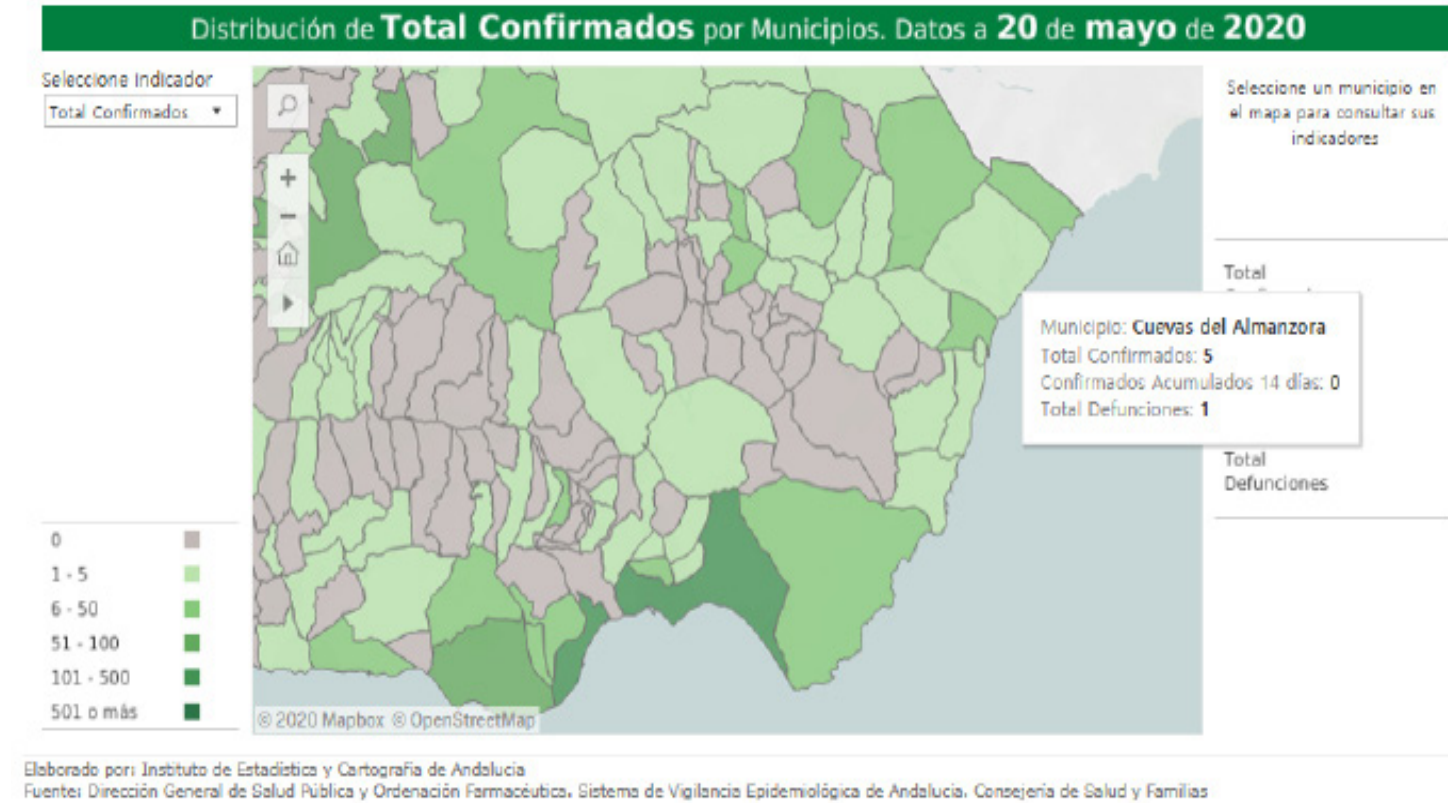 Distribución de Total Confirmados por Municipios. Datos a 20 de mayo de 2020
Seleccione Indicador
Total Confirmados
Seleccione un municipio en
el mapa para consultar sus
indicadores
Total
Municipio: Cuevas del Almanzora
Total Confirmados: 5
Confirmados Acumulados 14 días: 0
Total Defunciones: 1
Total
Defunciones
0
1 - 5
6 - 50
51 - 100
101 - 500
501 o más
© 2020 Mapbox © OpenStreetMap
Elaborado por: Instituto de Estadística y Cartografía de Andalucía
Fuente: Dirección General de Salud Pública y Ordenación Farmacéutica. Sistema de Vigilancia Epidemiológica de Andalucía. Consejería de Salud y Familias